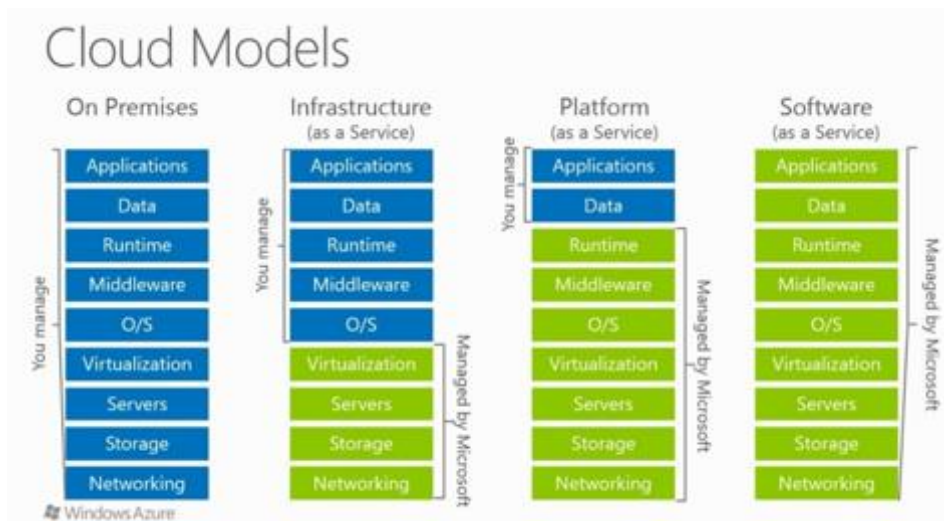 Cloud Models
On Premises
You manage
Applications
Data
Runtime
Middleware
O/S
Virtualization
Servers
Storage
Networking
Infrastructure
(as a Service)
You manage
Applications
Data
Runtime
Middleware
O/S
Virtualization
Servers
Storage
Networking
Managed by Microsoft
Platform
(as a Service)
You manage
Applications
Data
Runtime
Middleware
O/S
Virtualization
Servers
Storage
Networking
Managed by Microsoft
Software
(as a Service)
Applications
Data
Runtime
Middleware
O/S
Virtualization
Servers
Storage
Networking
Managed by Microsoft
Windows Azure